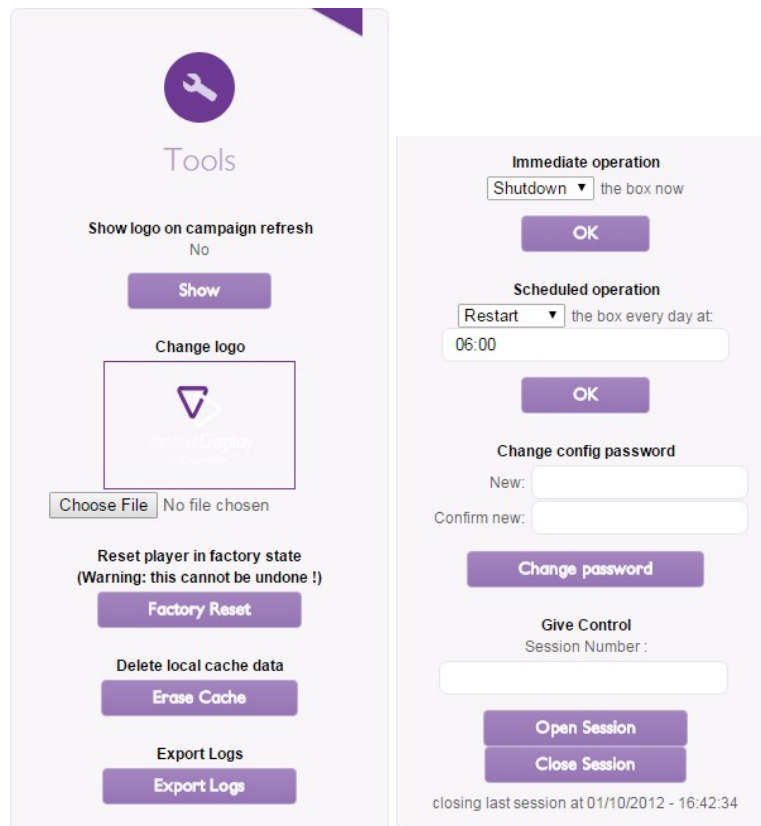 Tools
Show logo on campaign refresh
No
Show
Change logo
Display
Choose File No file chosen
Reset player in factory state
(Warning: this cannot be undone !)
Factory Reset
Delete local cache data
Erase Cache
Export Logs
Export Logs
Immediate operation
Shutdown ▼ the box now
OK
Scheduled operation
Restart ▼ the box every day at:
06:00
OK
Change config password
New:
Confirm new:
Change password
Give Control
Session Number :
Open Session
Close Session
closing last session at 01/10/2012 - 16:42:34